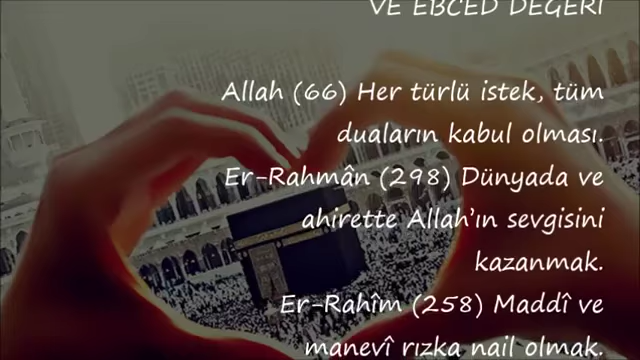 VE EBCED DEĞERİ
Allah (66) Her türlü istek, tüm
duaların kabul olması.
Er-Rahmân (298) Dünyada ve
ahirette Allah'ın sevgisini
kazanmak.
Er-Rahîm (258) Maddî ve
manevî rızka nail olmak.